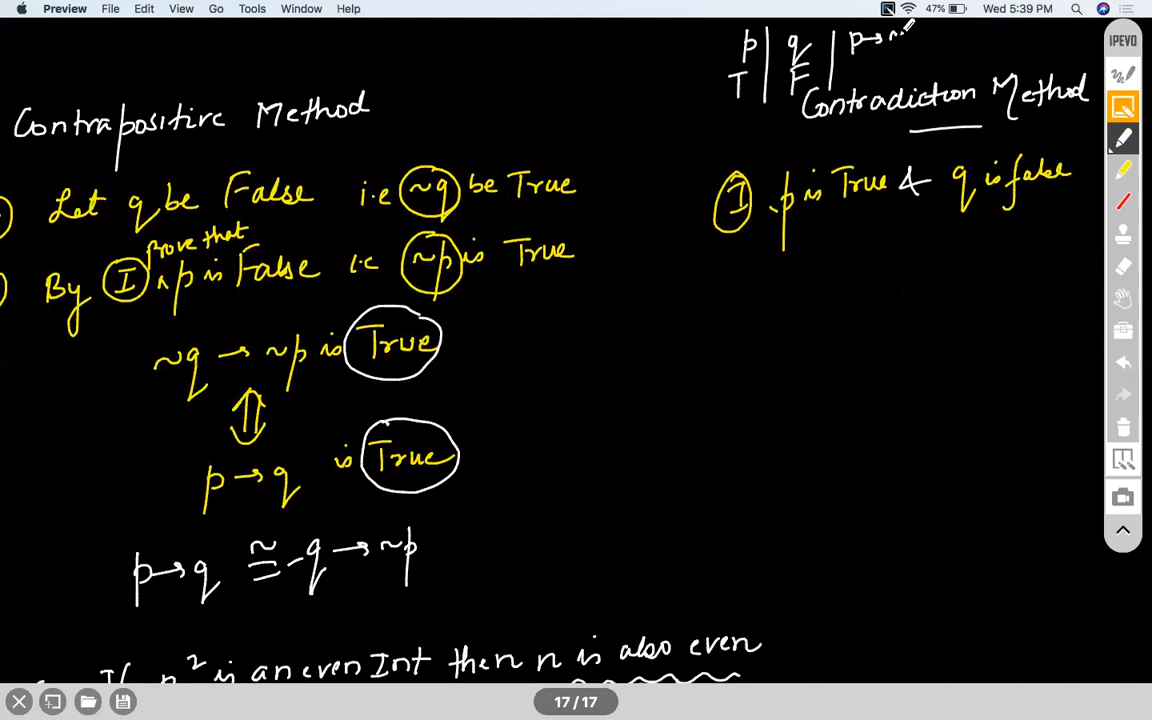 Preview File Edit View Go Tools Window Help
47% Wed 5:39 PM
IPEVO
p | q | p → ~
T | F
Contrapositive Method
Let q be False i.e ~q be True
Prove that
By I p is False i.e ~p is True
~q → ~p is True
p → q is True
p → q ≅ ~q → ~p
If n² is an even Int then n is also even
Contradiction Method
I p is True & q is false
17/17